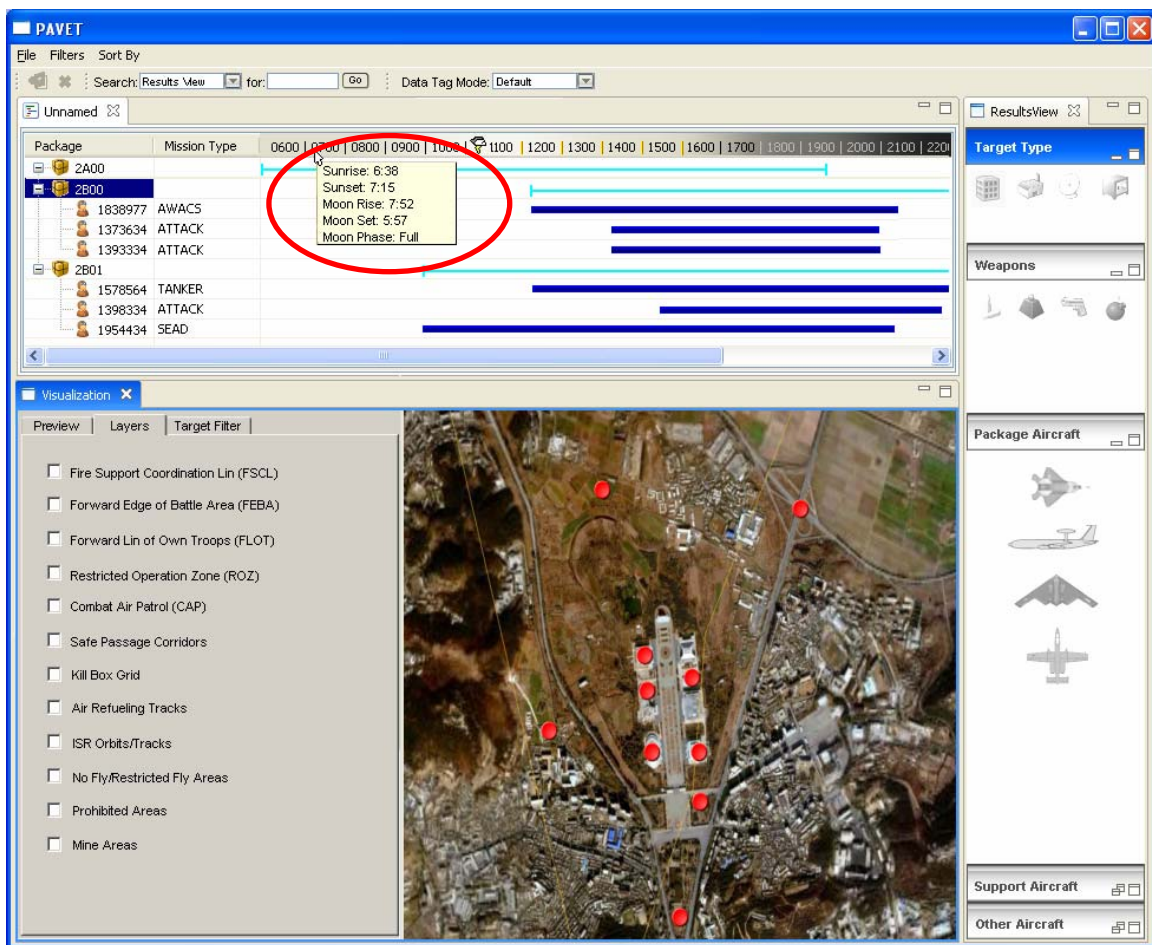 PAVET
File Filters Sort By
Search: Results View for: Go Data Tag Mode: Default
Unnamed
Package Mission Type 0600 | 0700 | 0800 | 0900 | 1000 | 1100 | 1200 | 1300 | 1400 | 1500 | 1600 | 1700 | 1800 | 1900 | 2000 | 2100 |
2A00
2B00
1838977 AWACS
1373634 ATTACK
1393334 ATTACK
2B01
1578564 TANKER
1398334 ATTACK
1954434 SEAD
Sunrise: 6:38
Sunset: 7:15
Moon Rise: 7:52
Moon Set: 5:57
Moon Phase: Full
ResultsView
Target Type
Weapons
Package Aircraft
Support Aircraft
Other Aircraft
Visualization
Preview Layers Target Filter
Fire Support Coordination Lin (FSCL)
Forward Edge of Battle Area (FEBA)
Forward Lin of Own Troops (FLOT)
Restricted Operation Zone (ROZ)
Combat Air Patrol (CAP)
Safe Passage Corridors
Kill Box Grid
Air Refueling Tracks
ISR Orbits/Tracks
No Fly/Restricted Fly Areas
Prohibited Areas
Mine Areas